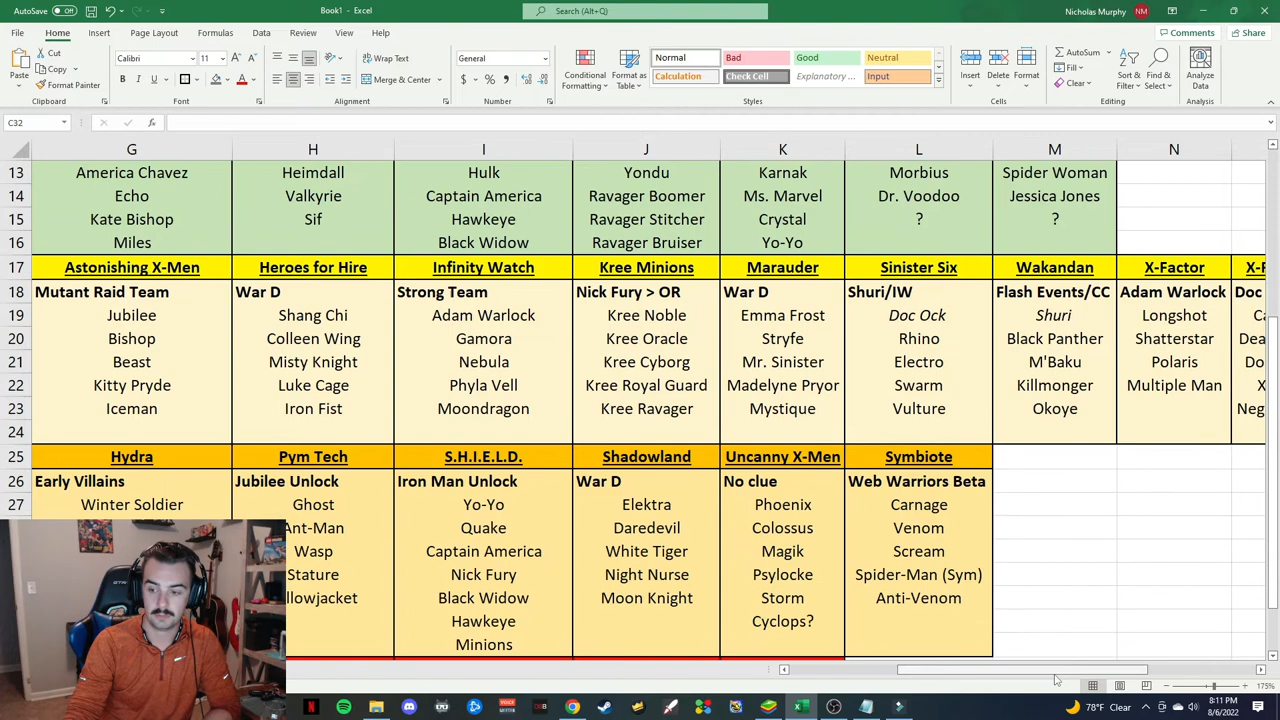 AutoSave Off Book1 - Excel Search (Alt+Q) Nicholas Murphy NM
File Home Insert Page Layout Formulas Data Review View Help Comments Share
Paste Cut Copy Format Painter Calibri 11 Wrap Text Merge & Center General Conditional Formatting Format as Table Normal Bad Good Neutral Calculation Check Cell Explanatory ... Input Insert Delete Format AutoSum Fill Clear Sort & Filter Find & Select Analyze Data
Clipboard Font Alignment Number Styles Cells Editing Analysis
C32
G H I J K L M N
13 America Chavez Heimdall Hulk Yondu Karnak Morbius Spider Woman
14 Echo Valkyrie Captain America Ravager Boomer Ms. Marvel Dr. Voodoo Jessica Jones
15 Kate Bishop Sif Hawkeye Ravager Stitcher Crystal ? ?
16 Miles Black Widow Ravager Bruiser Yo-Yo
17 Astonishing X-Men Heroes for Hire Infinity Watch Kree Minions Marauder Sinister Six Wakandan X-Factor
18 Mutant Raid Team War D Strong Team Nick Fury > OR War D Shuri/IW Flash Events/CC Adam Warlock Doc
19 Jubilee Shang Chi Adam Warlock Kree Noble Emma Frost Doc Ock Shuri Longshot Ca
20 Bishop Colleen Wing Gamora Kree Oracle Stryfe Rhino Black Panther Shatterstar Dea
21 Beast Misty Knight Nebula Kree Cyborg Mr. Sinister Electro M'Baku Polaris Do
22 Kitty Pryde Luke Cage Phyla Vell Kree Royal Guard Madelyne Pryor Swarm Killmonger Multiple Man X
23 Iceman Iron Fist Moondragon Kree Ravager Mystique Vulture Okoye Neg
24
25 Hydra Pym Tech S.H.I.E.L.D. Shadowland Uncanny X-Men Symbiote
26 Early Villains Jubilee Unlock Iron Man Unlock War D No clue Web Warriors Beta
27 Winter Soldier Ghost Yo-Yo Elektra Phoenix Carnage
Ant-Man Quake Daredevil Colossus Venom
Wasp Captain America White Tiger Magik Scream
Stature Nick Fury Night Nurse Psylocke Spider-Man (Sym)
llowjacket Black Widow Moon Knight Storm Anti-Venom
Hawkeye Cyclops?
Minions
175%
78°F Clear 8:11 PM
8/6/2022